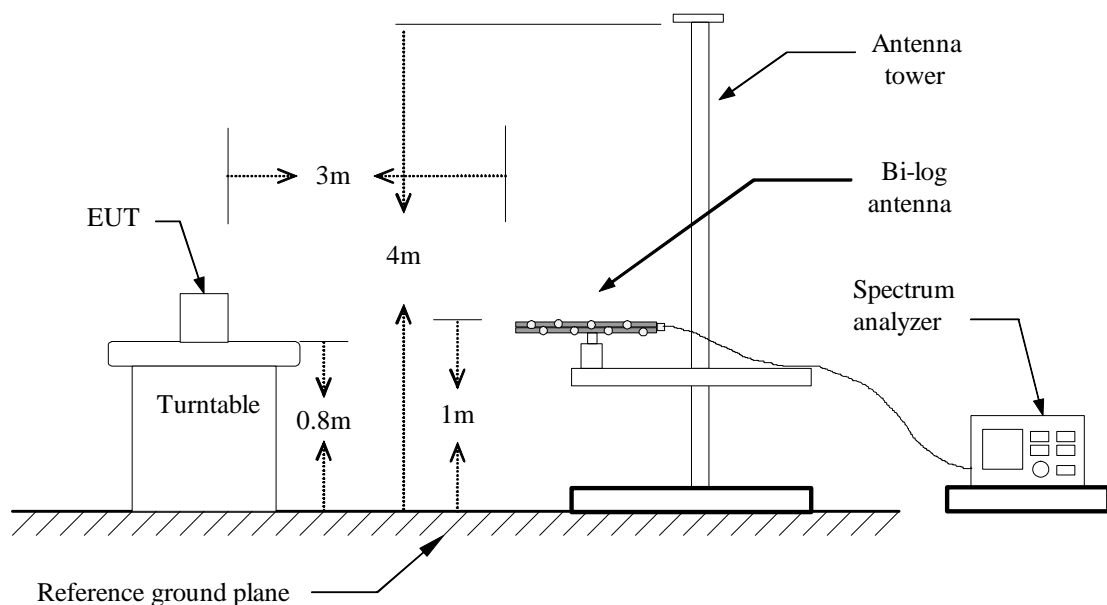 Antenna
tower
3m
Bi-log
antenna
EUT
4m
Spectrum
analyzer
Turntable
0.8m
1m
Reference ground plane